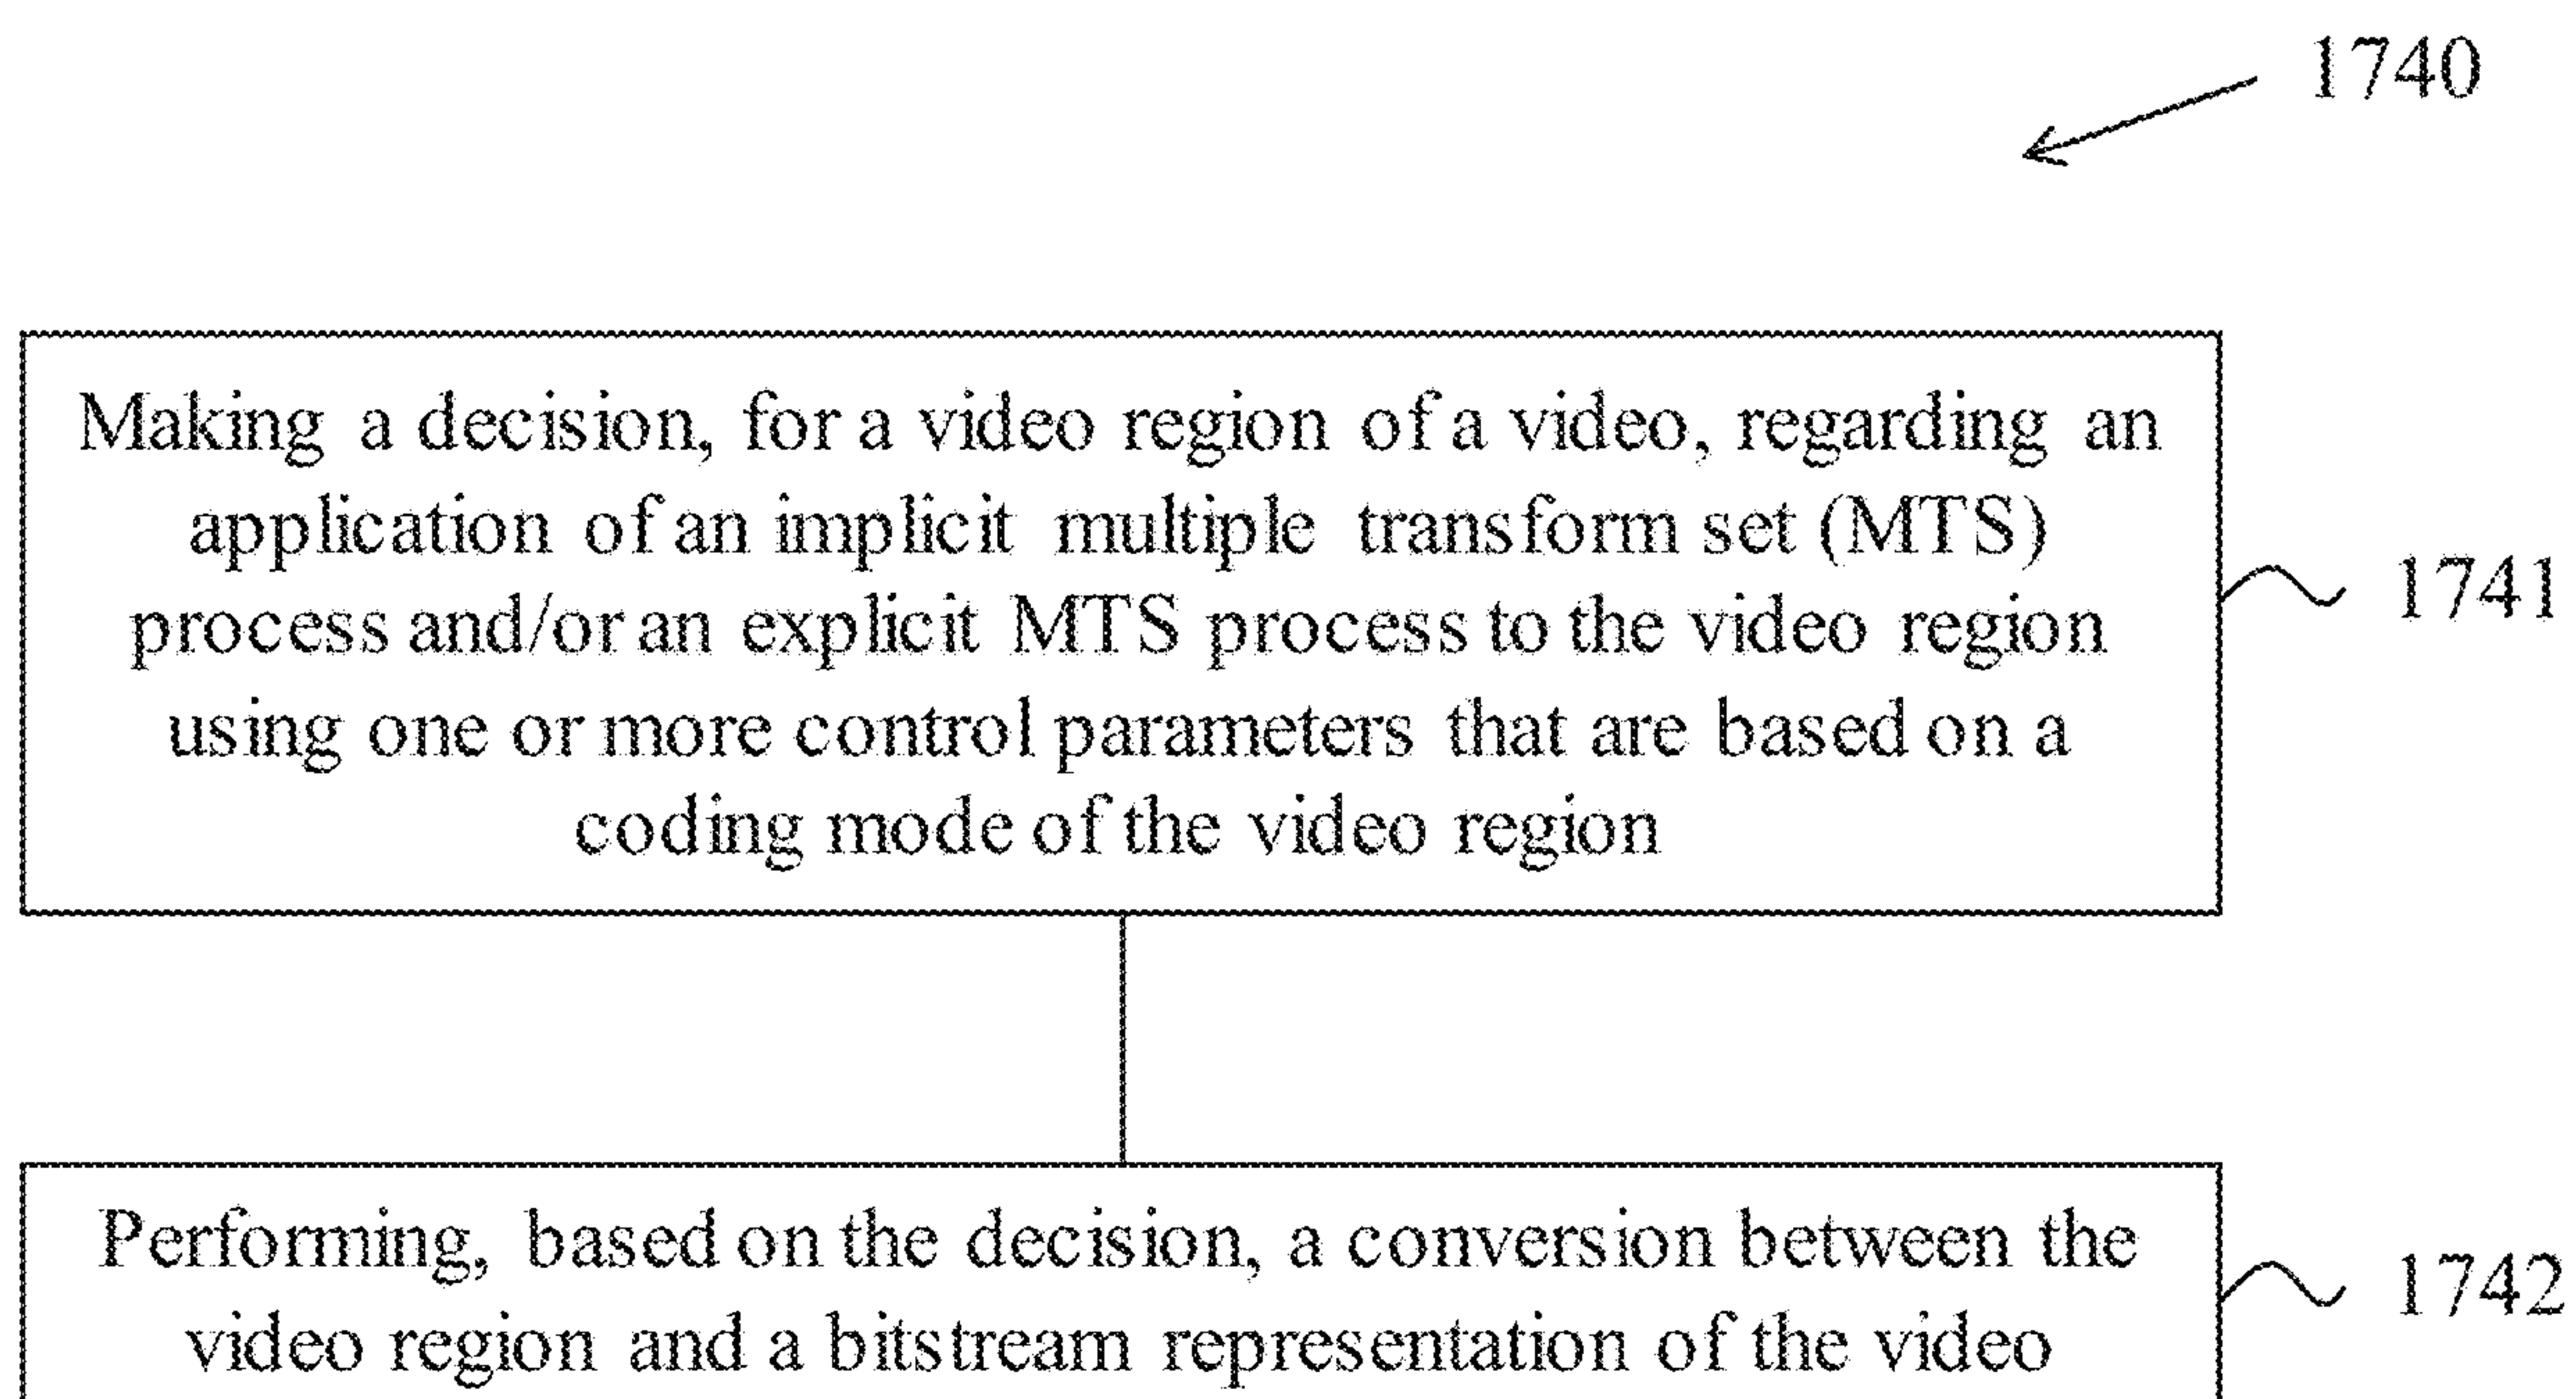 1740
Making a decision, for a video region of a video, regarding an
application of an implicit multiple transform set (MTS)
process and/or an explicit MTS process to the video region
using one or more control parameters that are based on a
coding mode of the video region
1741
Performing, based on the decision, a conversion between the
video region and a bitstream representation of the video
1742